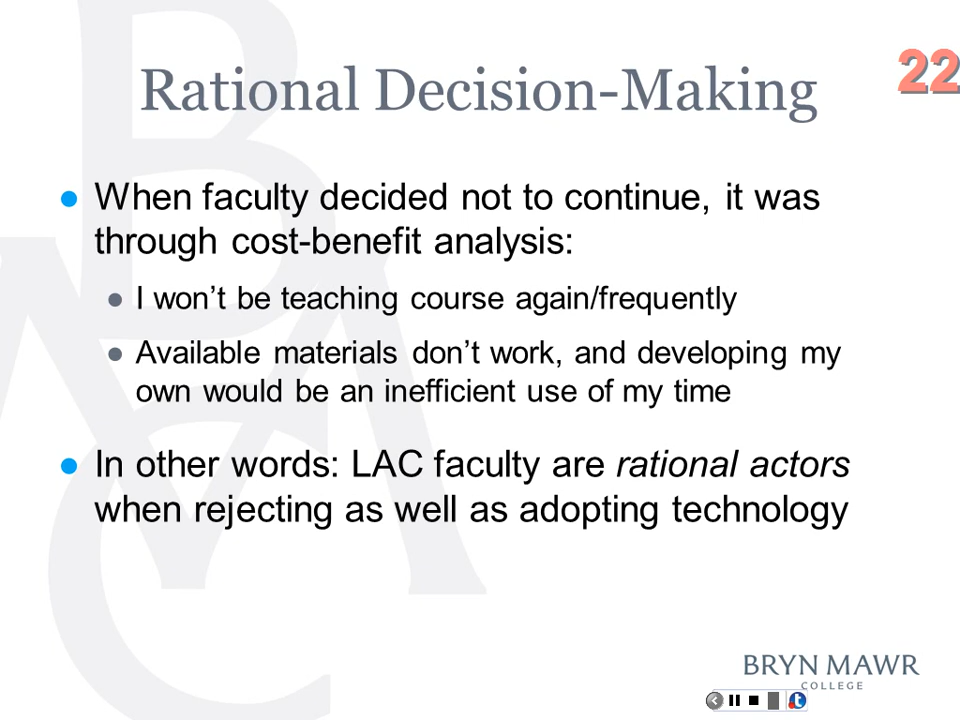 Rational Decision-Making
22
● When faculty decided not to continue, it was
through cost-benefit analysis:
● I won’t be teaching course again/frequently
● Available materials don’t work, and developing my
own would be an inefficient use of my time
● In other words: LAC faculty are rational actors
when rejecting as well as adopting technology
BRYN MAWR
COLLEGE
t